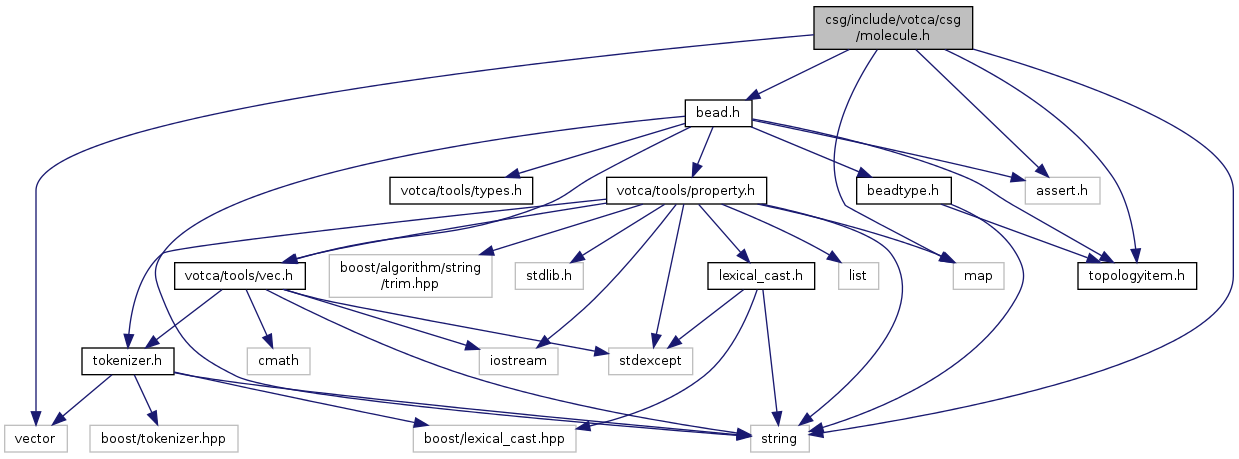 csg/include/votca/csg
/molecule.h
bead.h
votca/tools/types.h
votca/tools/property.h
beadtype.h
assert.h
votca/tools/vec.h
boost/algorithm/string
/trim.hpp
stdlib.h
lexical_cast.h
list
map
topologyitem.h
tokenizer.h
cmath
iostream
stdexcept
vector
boost/tokenizer.hpp
boost/lexical_cast.hpp
string